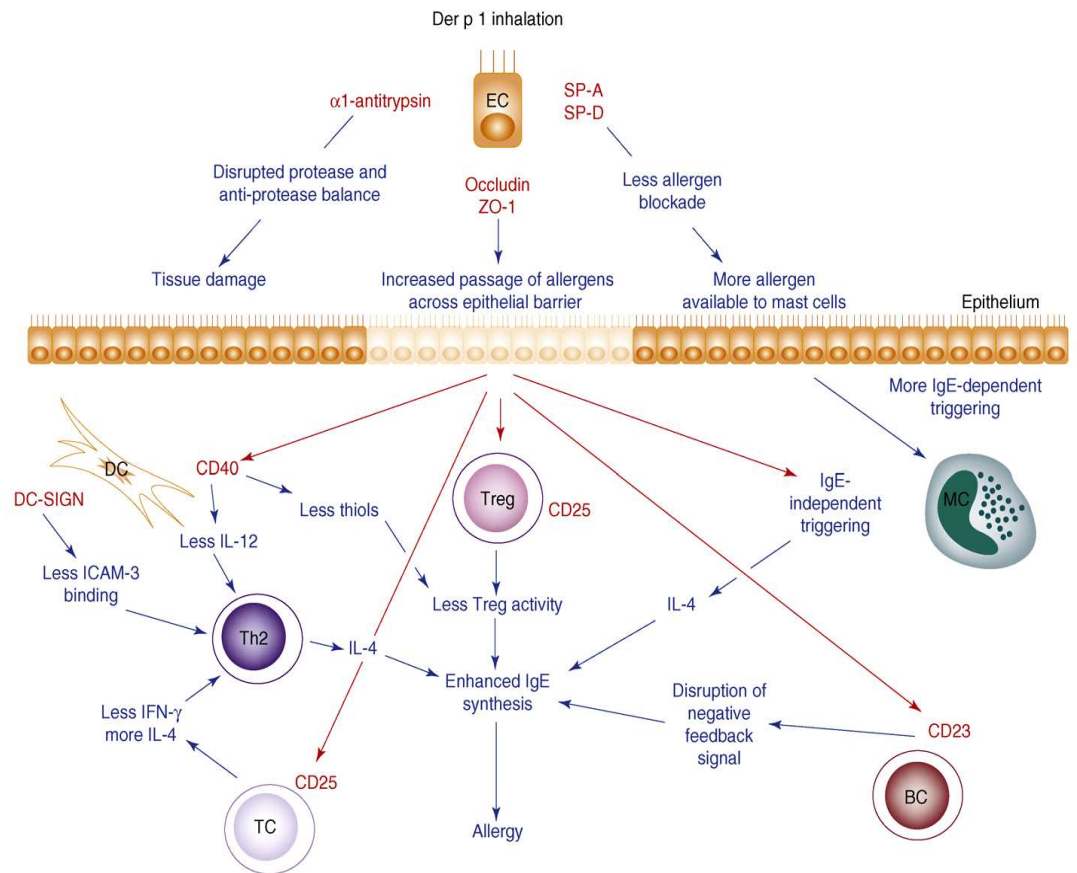 Der p 1 inhalation
α1-antitrypsin
EC
SP-A
SP-D
Disrupted protease and
anti-protease balance
Occludin
ZO-1
Less allergen
blockade
Tissue damage
Increased passage of allergens
across epithelial barrier
More allergen
available to mast cells
Epithelium
More IgE-dependent
triggering
DC
CD40
DC-SIGN
Less thiols
Treg
CD25
IgE-
independent
triggering
MC
Less IL-12
Less ICAM-3
binding
Less Treg activity
IL-4
Th2
IL-4
Enhanced IgE
synthesis
Disruption of
negative
feedback
signal
Less IFN-γ
more IL-4
CD23
CD25
TC
BC
Allergy